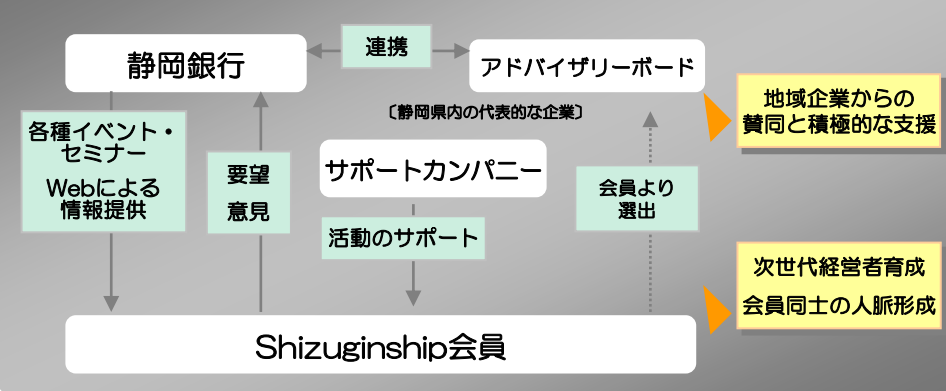 静岡銀行
連携
アドバイザリーボード
地域企業からの
賛同と積極的な支援
〔静岡県内の代表的な企業〕
各種イベント・
セミナー
Webによる
情報提供
要望
意見
サポートカンパニー
会員より
選出
活動のサポート
次世代経営者育成
会員同士の人脈形成
Shizuginship会員